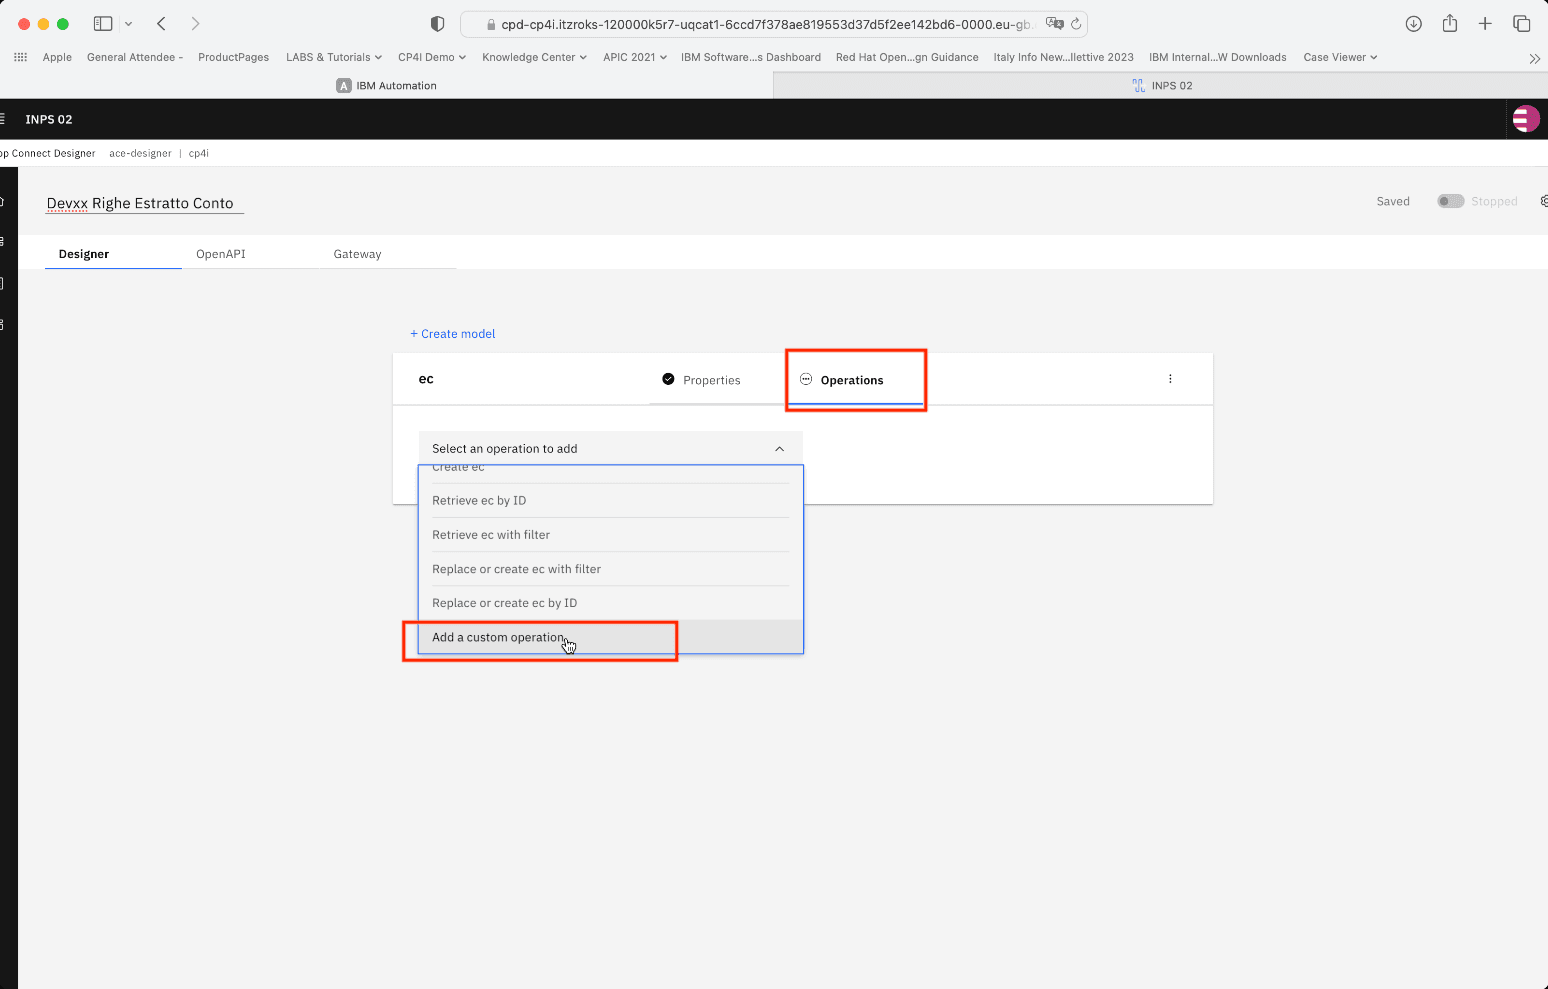 cpd-cp4i.itzroks-120000k5r7-uqcat1-6ccd7f378ae819553d37d5f2ee142bd6-0000.eu-gb.
Apple General Attendee - ProductPages LABS & Tutorials CP4I Demo Knowledge Center APIC 2021 IBM Software...s Dashboard Red Hat Open...gn Guidance Italy Info New...llettive 2023 IBM Internal...W Downloads Case Viewer
A IBM Automation INPS 02
INPS 02
pp Connect Designer ace-designer | cp4i
Devxx Righe Estratto Conto Saved Stopped
Designer OpenAPI Gateway
+ Create model
ec Properties Operations
Select an operation to add
Create ec
Retrieve ec by ID
Retrieve ec with filter
Replace or create ec with filter
Replace or create ec by ID
Add a custom operation